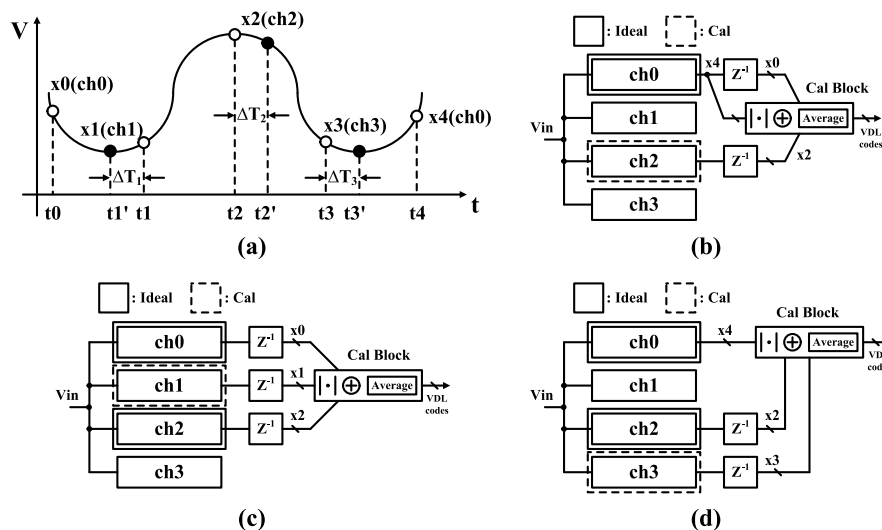 V
x0(ch0)
x1(ch1)
x2(ch2)
x3(ch3)
x4(ch0)
ΔT₁
ΔT₂
ΔT₃
t0 t1' t1 t2 t2' t3 t3' t4 t
(a)
: Ideal : Cal
Vin
ch0 x4 Z⁻¹ x0
ch1
ch2 Z⁻¹ x2
ch3
Cal Block
|·| ⊕ Average
VDL
codes
(b)
: Ideal : Cal
Vin
ch0 Z⁻¹ x0
ch1 Z⁻¹ x1
ch2 Z⁻¹ x2
ch3
Cal Block
|·| ⊕ Average
VDL
codes
(c)
: Ideal : Cal
Vin
ch0 x4
ch1
ch2 Z⁻¹ x2
ch3 Z⁻¹ x3
Cal Block
|·| ⊕ Average
VD
codes
(d)